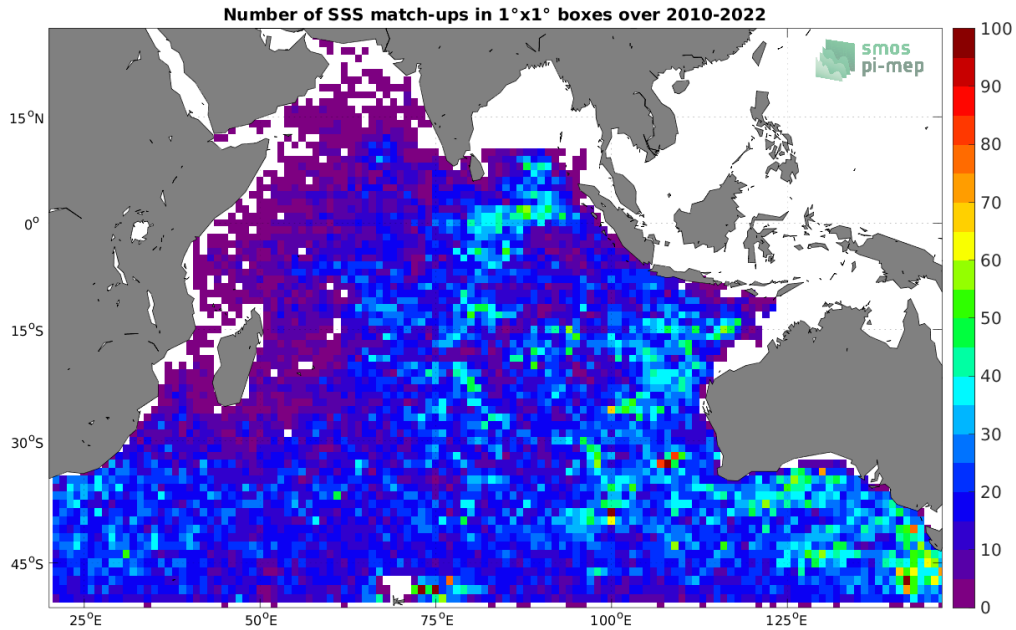 Number of SSS match-ups in 1°x1° boxes over 2010-2022
smos
pi-mep
15°N
0°
15°S
30°S
45°S
25°E
50°E
75°E
100°E
125°E
100
90
80
70
60
50
40
30
20
10
0